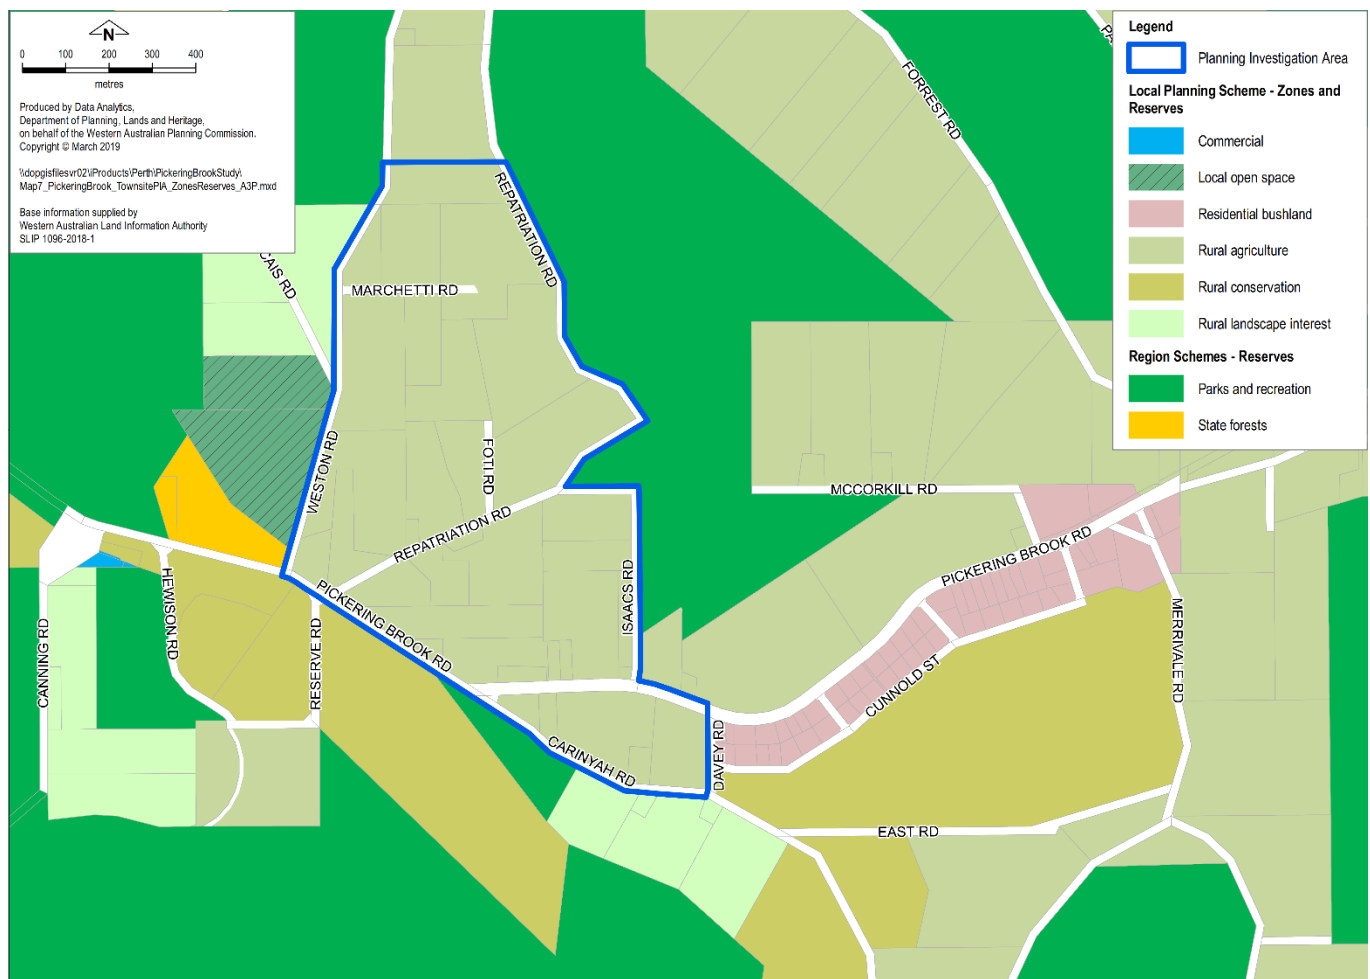 N
0 100 200 300 400
metres
Produced by Data Analytics,
Department of Planning, Lands and Heritage,
on behalf of the Western Australian Planning Commission.
Copyright © March 2019
\\dopgisfilesvr02\iProducts\Perth\PickeringBrookStudy\
Map7_PickeringBrook_TownsitePIA_ZonesReserves_A3P.mxd
Base information supplied by
Western Australian Land Information Authority
SLIP 1096-2018-1
Legend
Planning Investigation Area
Local Planning Scheme - Zones and
Reserves
Commercial
Local open space
Residential bushland
Rural agriculture
Rural conservation
Rural landscape interest
Region Schemes - Reserves
Parks and recreation
State forests
FORREST RD
REPATRIATION RD
CAIS RD
MARCHETTI RD
WESTON RD
FOTI RD
MCCORKILL RD
REPATRIATION RD
PICKERING BROOK RD
ISAACS RD
PICKERING BROOK RD
HEWISON RD
RESERVE RD
CANNING RD
CUNNOLD ST
MERRIVALE RD
DAVEY RD
CARINYAH RD
EAST RD